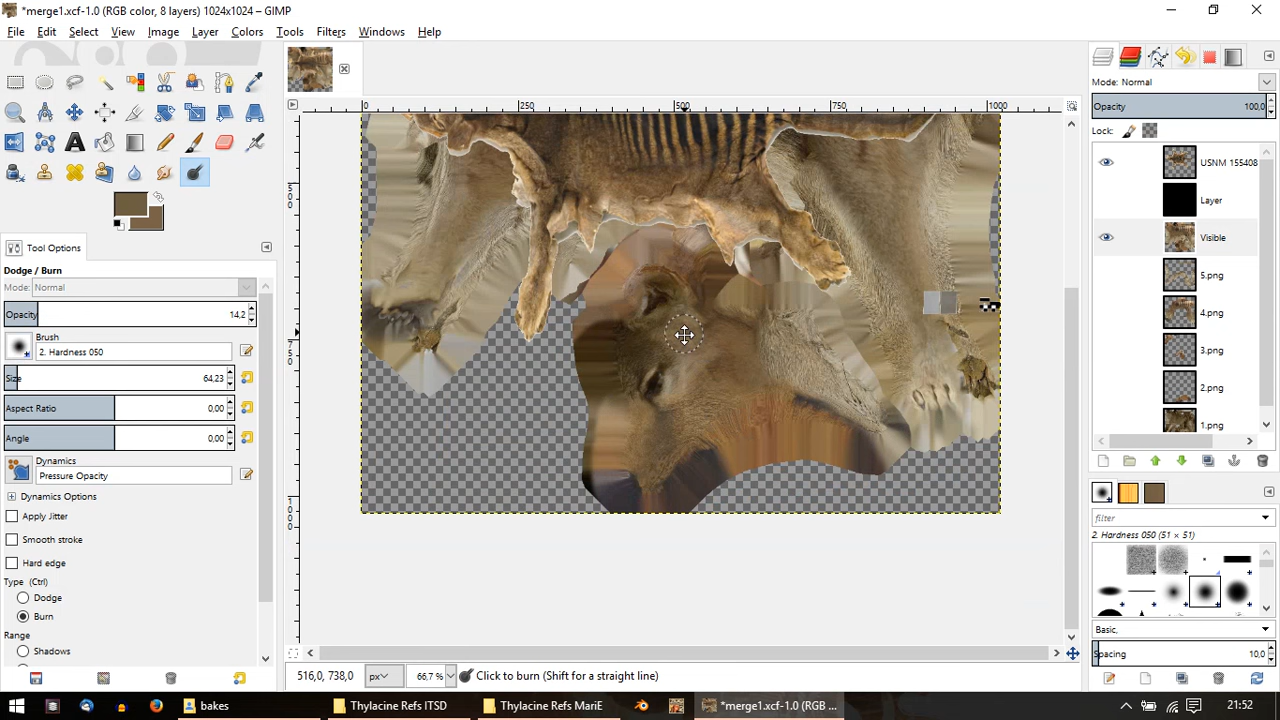 *merge1.xcf-1.0 (RGB color, 8 layers) 1024x1024 – GIMP
File Edit Select View Image Layer Colors Tools Filters Windows Help
Tool Options
Dodge / Burn
Mode: Normal
Opacity 14,2
Brush
2. Hardness 050
Size 64,23
Aspect Ratio 0,00
Angle 0,00
Dynamics
Pressure Opacity
Dynamics Options
Apply Jitter
Smooth stroke
Hard edge
Type (Ctrl)
Dodge
Burn
Range
Shadows
0 250 500 750 1000
500
750
1000
516,0, 738,0 px 66,7 % Click to burn (Shift for a straight line)
Mode: Normal
Opacity 100,0
Lock:
USNM 155408
Layer
Visible
5.png
4.png
3.png
2.png
1.png
filter
2. Hardness 050 (51 × 51)
Basic,
Spacing 10,0
bakes Thylacine Refs ITSD Thylacine Refs MariE *merge1.xcf-1.0 (RGB ... 21:52